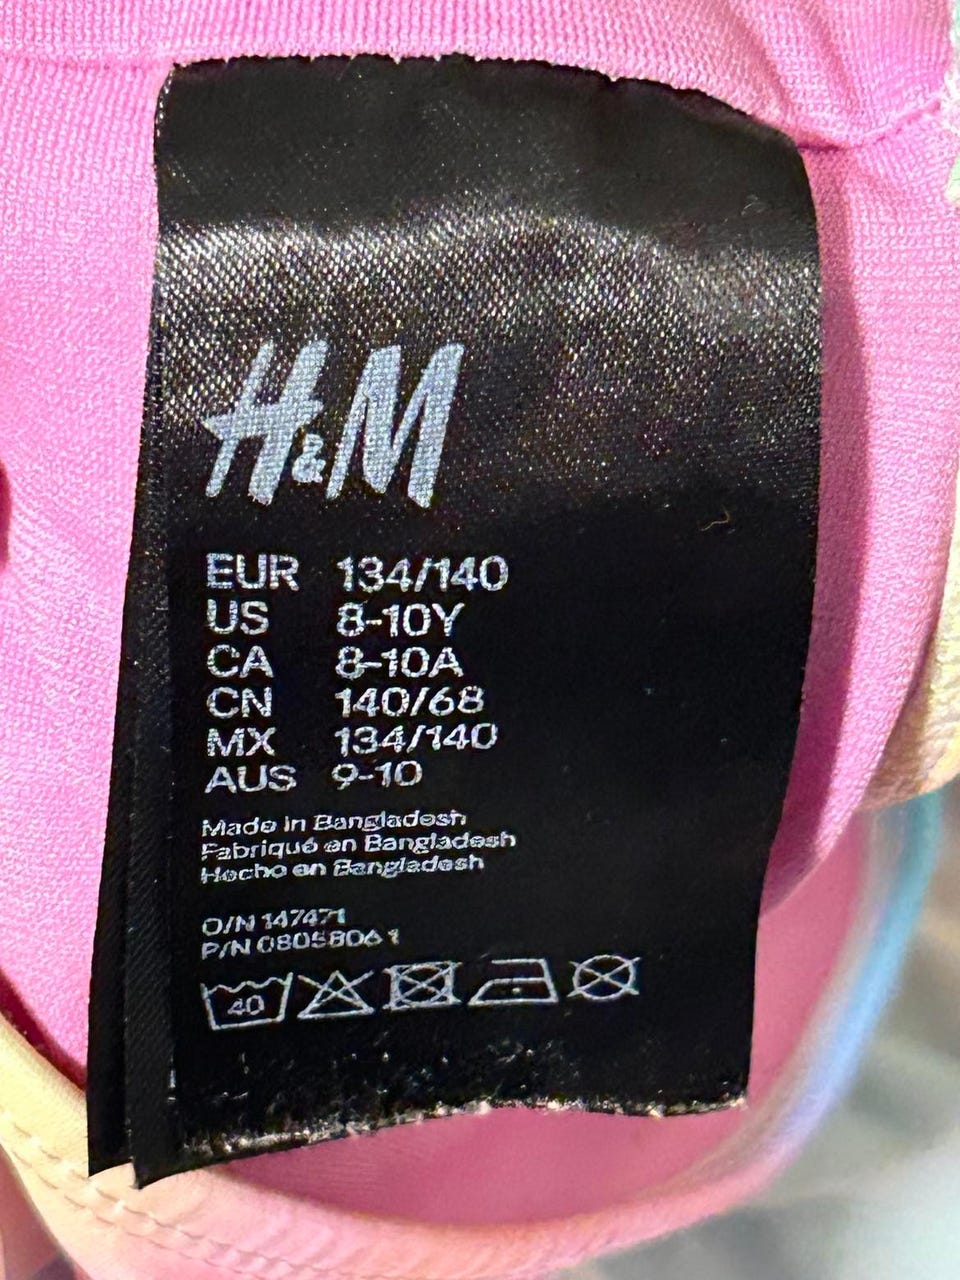 H&M
EUR 134/140
US 8-10Y
CA 8-10A
CN 140/68
MX 134/140
AUS 9-10
Made in Bangladesh
Fabriqué en Bangladesh
Hecho en Bangladesh
O/N 147471
P/N 08058061
40